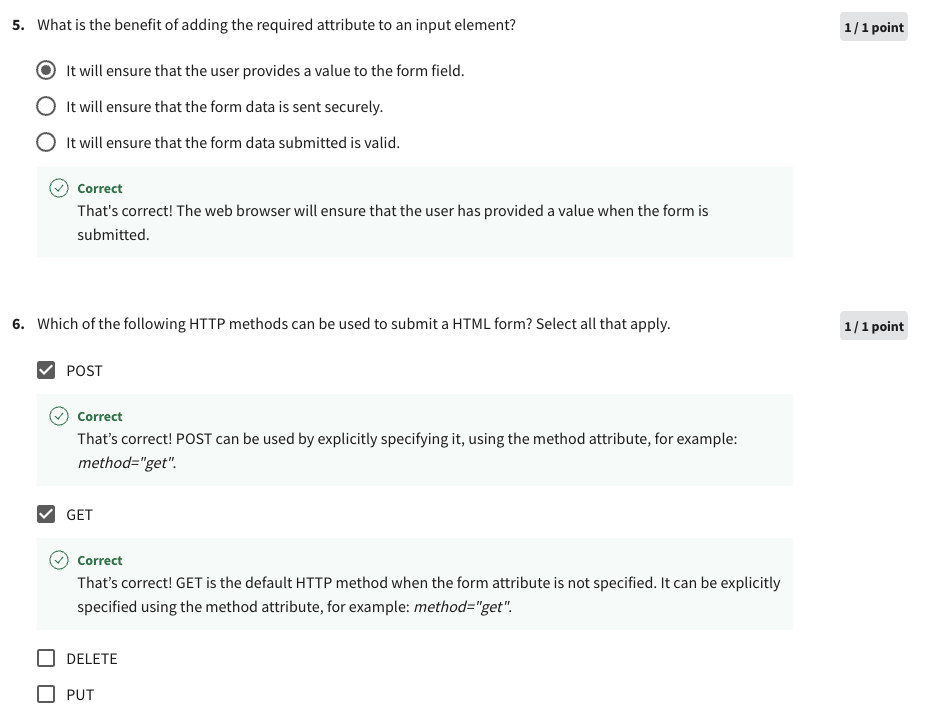 5. What is the benefit of adding the required attribute to an input element?
1 / 1 point
It will ensure that the user provides a value to the form field.
It will ensure that the form data is sent securely.
It will ensure that the form data submitted is valid.
Correct
That's correct! The web browser will ensure that the user has provided a value when the form is
submitted.
6. Which of the following HTTP methods can be used to submit a HTML form? Select all that apply.
1 / 1 point
POST
Correct
That’s correct! POST can be used by explicitly specifying it, using the method attribute, for example:
method="get".
GET
Correct
That’s correct! GET is the default HTTP method when the form attribute is not specified. It can be explicitly
specified using the method attribute, for example: method="get".
DELETE
PUT